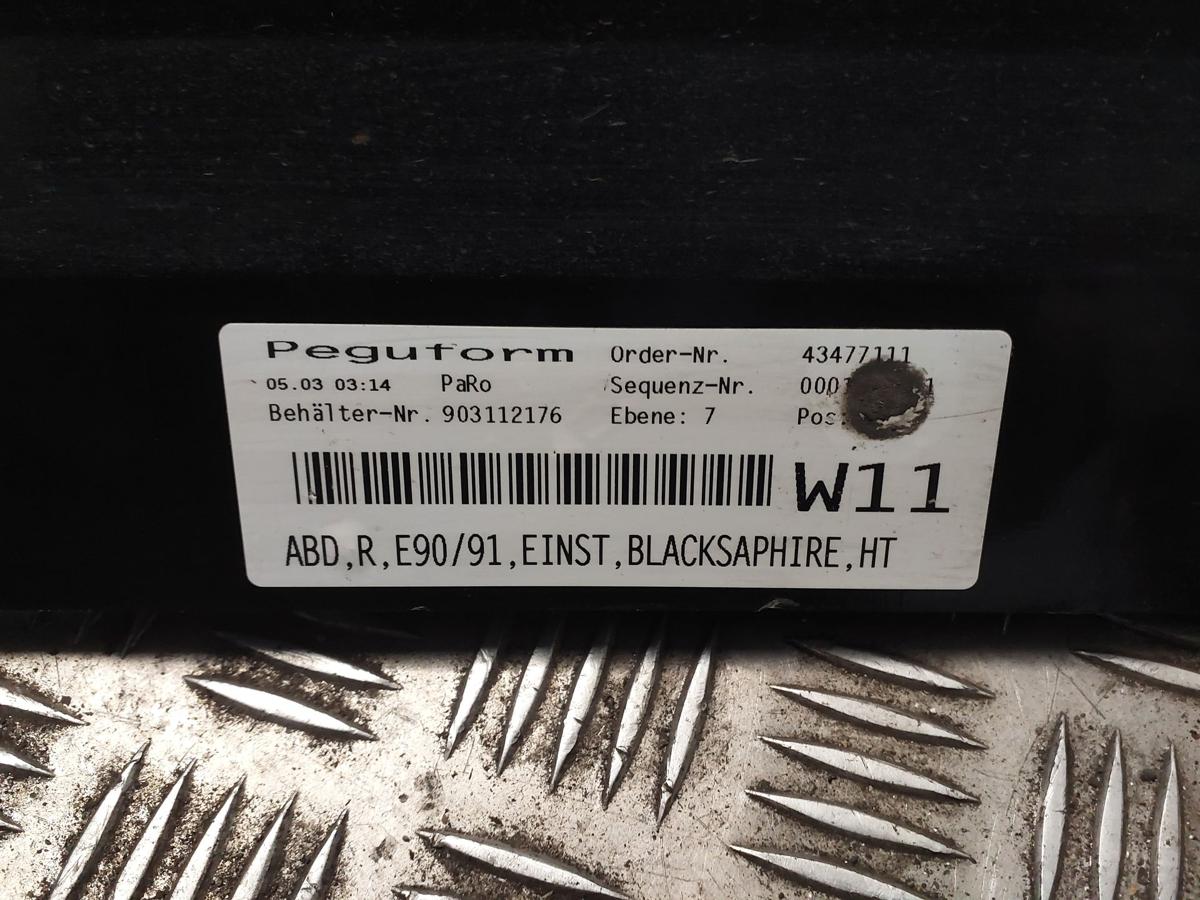 Peguform Order-Nr. 43477111
05.03 03:14 PaRo Sequenz-Nr.
Behälter-Nr. 903112176 Ebene: 7 Pos.
W11
ABD,R,E90/91,EINST,BLACKSAPHIRE,HT